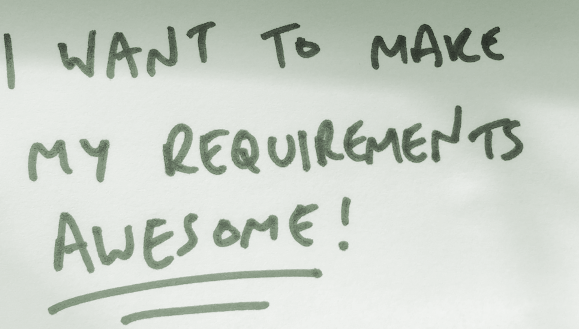 I WANT TO MAKE
MY REQUIREMENTS
AWESOME!